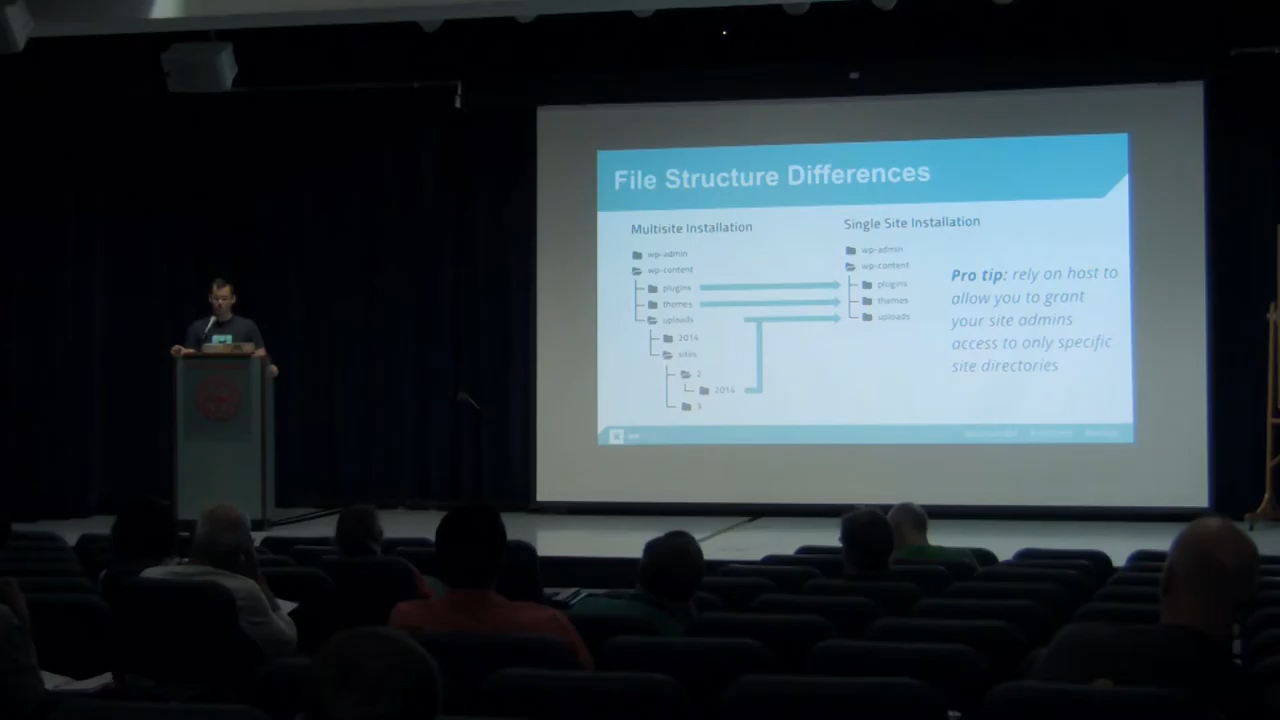 File Structure Differences
Multisite Installation
wp-admin
wp-content
plugins
themes
uploads
2014
sites
2
2014
3
Single Site Installation
wp-admin
wp-content
plugins
themes
uploads
Pro tip: rely on host to
allow you to grant
your site admins
access to only specific
site directories